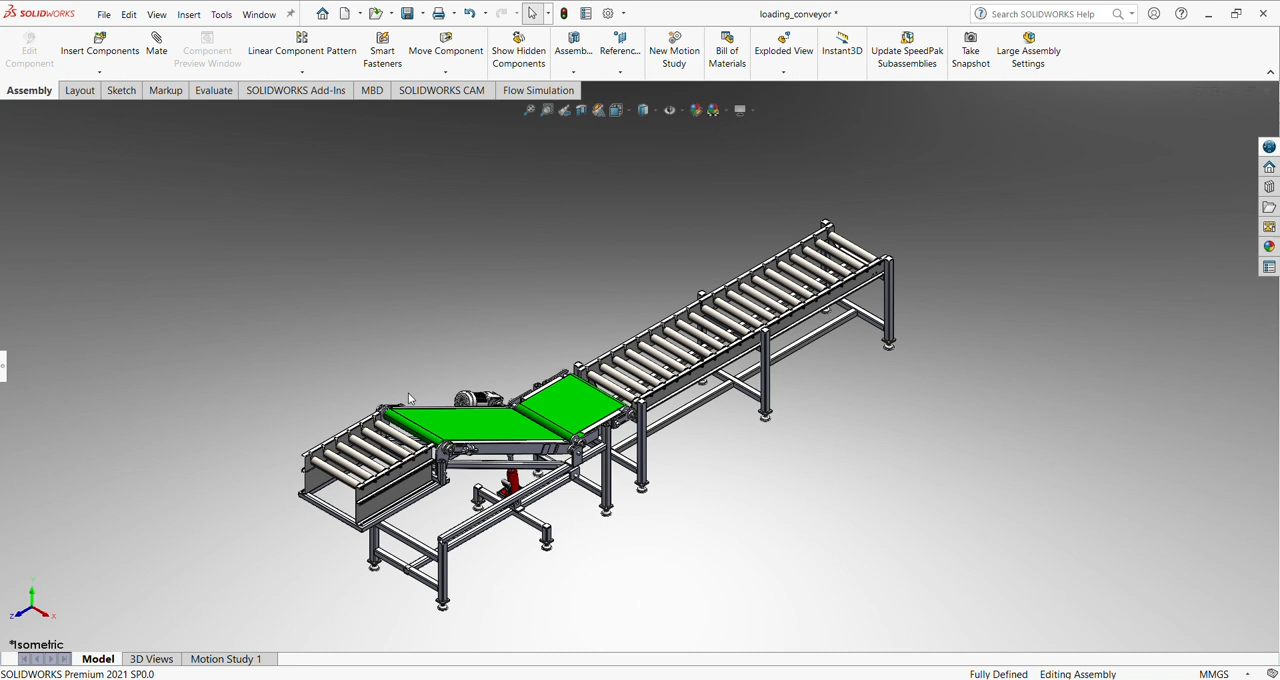 SOLIDWORKS File Edit View Insert Tools Window loading_conveyor * Search SOLIDWORKS Help
Edit Component
Insert Components
Mate
Component Preview Window
Linear Component Pattern
Smart Fasteners
Move Component
Show Hidden Components
Assemb...
Referenc...
New Motion Study
Bill of Materials
Exploded View
Instant3D
Update SpeedPak Subassemblies
Take Snapshot
Large Assembly Settings
Assembly Layout Sketch Markup Evaluate SOLIDWORKS Add-Ins MBD SOLIDWORKS CAM Flow Simulation
Y
Z X
*Isometric
Model 3D Views Motion Study 1
SOLIDWORKS Premium 2021 SP0.0 Fully Defined Editing Assembly MMGS